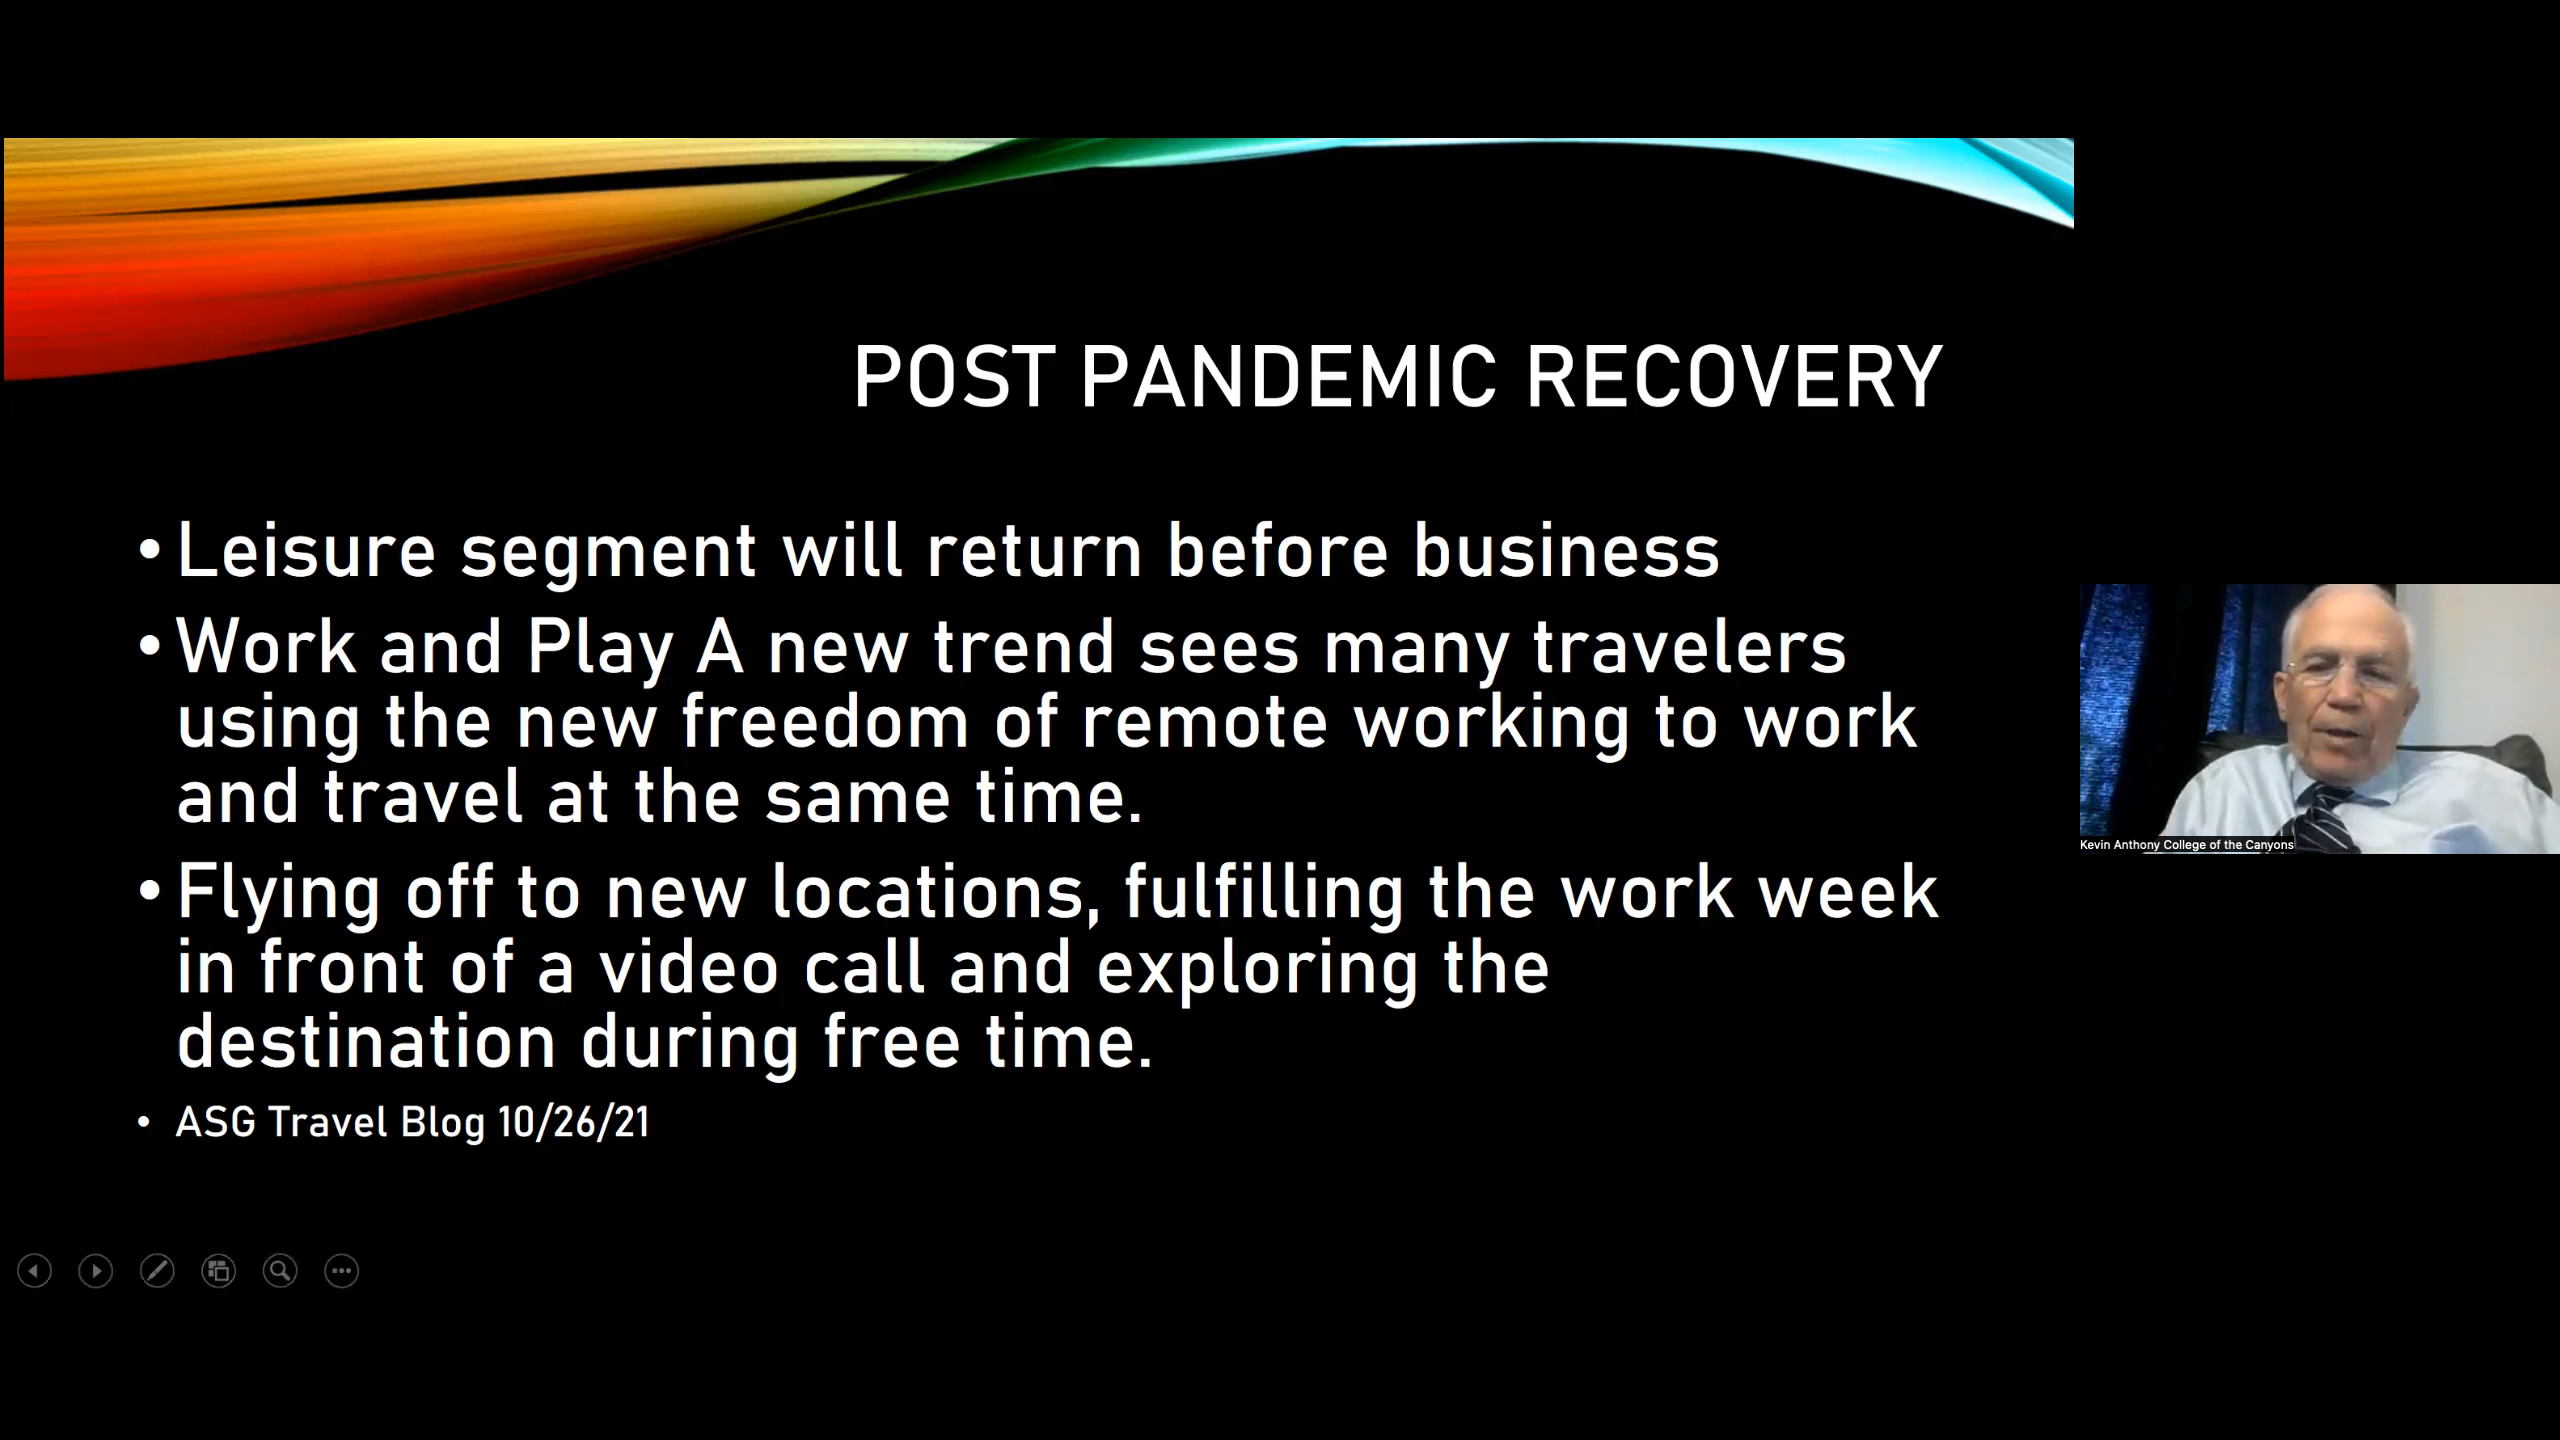 POST PANDEMIC RECOVERY
• Leisure segment will return before business
• Work and Play A new trend sees many travelers
using the new freedom of remote working to work
and travel at the same time.
• Flying off to new locations, fulfilling the work week
in front of a video call and exploring the
destination during free time.
• ASG Travel Blog 10/26/21
Kevin Anthony College of the Canyons